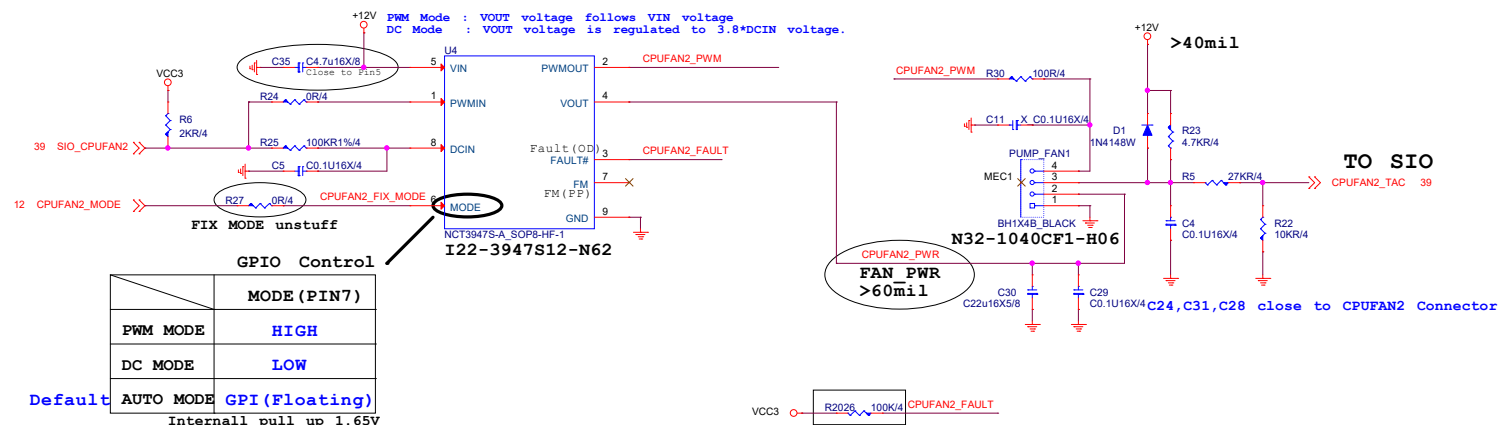 +12V
PWM Mode : VOUT voltage follows VIN voltage
DC Mode : VOUT voltage is regulated to 3.8*DCIN voltage.
U4
C35 C4.7u16X/8
Close to Pin5
5 VIN
PWMOUT 2 CPUFAN2_PWM
VCC3
R24 0R/4
1 PWMIN
VOUT 4
R6
2KR/4
39 SIO_CPUFAN2
R25 100KR1%/4
8 DCIN
Fault(OD)
FAULT# 3 CPUFAN2_FAULT
C5 C0.1U16X/4
FM 7
FM(PP)
12 CPUFAN2_MODE
R27 0R/4
CPUFAN2_FIX_MODE 6 MODE
GND 9
FIX MODE unstuff
NCT3947S-A_SOP8-HF-1
I22-3947S12-N62
GPIO Control
MODE(PIN7)
PWM MODE HIGH
DC MODE LOW
Default AUTO MODE GPI(Floating)
Internall pull up 1.65V
+12V
>40mil
CPUFAN2_PWM R30 100R/4
C11 X_C0.1U16X/4
D1
1N4148W
R23
4.7KR/4
PUMP_FAN1
MEC1
4
3
2
1
BH1X4B_BLACK
N32-1040CF1-H06
R5 27KR/4
TO SIO
CPUFAN2_TAC 39
C4
C0.1U16X/4
R22
10KR/4
CPUFAN2_PWR
FAN_PWR
>60mil
C30
C22u16X5/8
C29
C0.1U16X/4
C24,C31,C28 close to CPUFAN2 Connector
VCC3 R2026 100K/4 CPUFAN2_FAULT